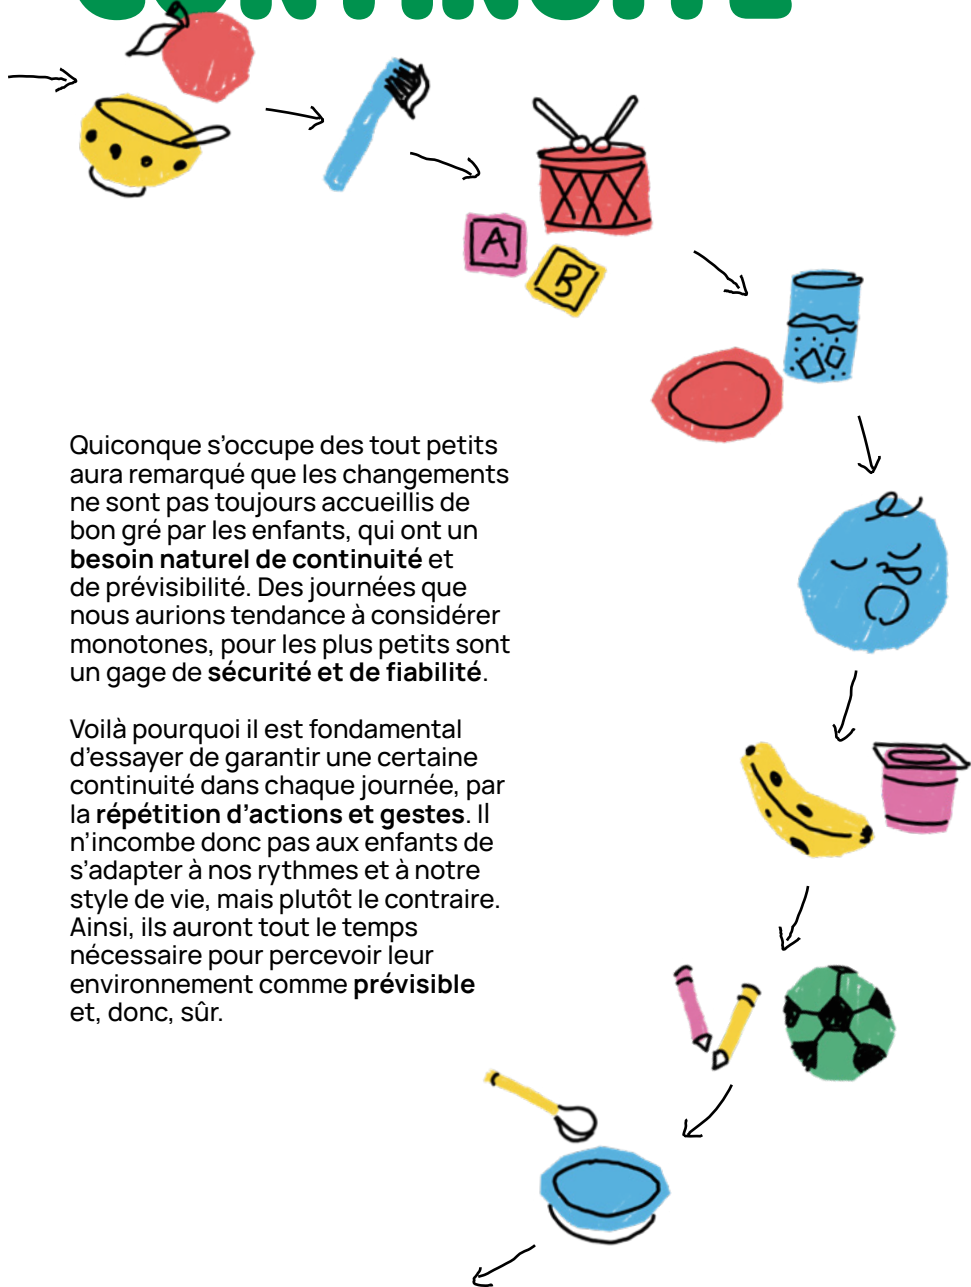 CONTINUITÉ
A
B
Quiconque s’occupe des tout petits
aura remarqué que les changements
ne sont pas toujours accueillis de
bon gré par les enfants, qui ont un
besoin naturel de continuité et
de prévisibilité. Des journées que
nous aurions tendance à considérer
monotones, pour les plus petits sont
un gage de sécurité et de fiabilité.
Voilà pourquoi il est fondamental
d’essayer de garantir une certaine
continuité dans chaque journée, par
la répétition d’actions et gestes. Il
n’incombe donc pas aux enfants de
s’adapter à nos rythmes et à notre
style de vie, mais plutôt le contraire.
Ainsi, ils auront tout le temps
nécessaire pour percevoir leur
environnement comme prévisible
et, donc, sûr.